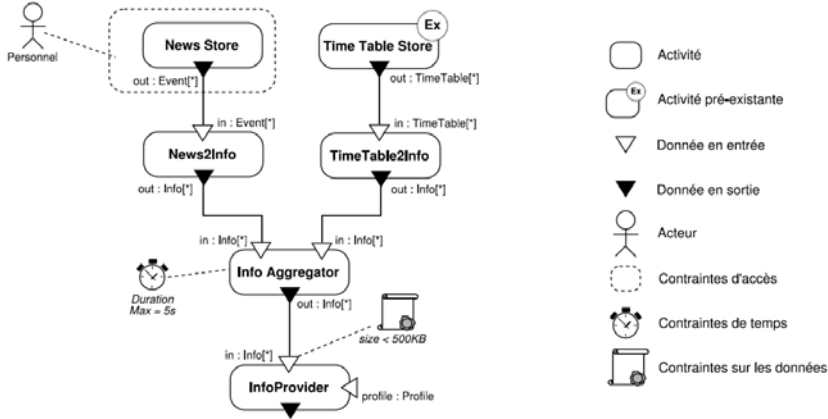 Personnel
News Store
Time Table Store
Ex
out : Event[*]
out : TimeTable[*]
in : Event[*]
in : TimeTable[*]
News2Info
TimeTable2Info
out : Info[*]
out : Info[*]
in : Info[*]
in : Info[*]
Info Aggregator
Duration
Max = 5s
out : Info[*]
size < 500KB
in : Info[*]
InfoProvider
profile : Profile
Activité
Ex
Activité pré-existante
Donnée en entrée
Donnée en sortie
Acteur
Contraintes d'accès
Contraintes de temps
Contraintes sur les données